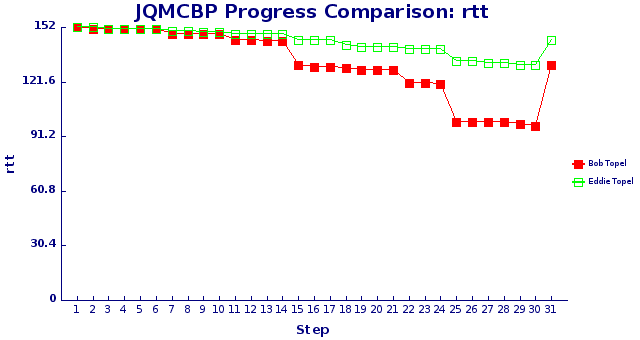 JQMCBP Progress Comparison: rtt
152
121.6
91.2
60.8
30.4
0
rtt
1 2 3 4 5 6 7 8 9 10 11 12 13 14 15 16 17 18 19 20 21 22 23 24 25 26 27 28 29 30 31
Step
Bob Topel
Eddie Topel